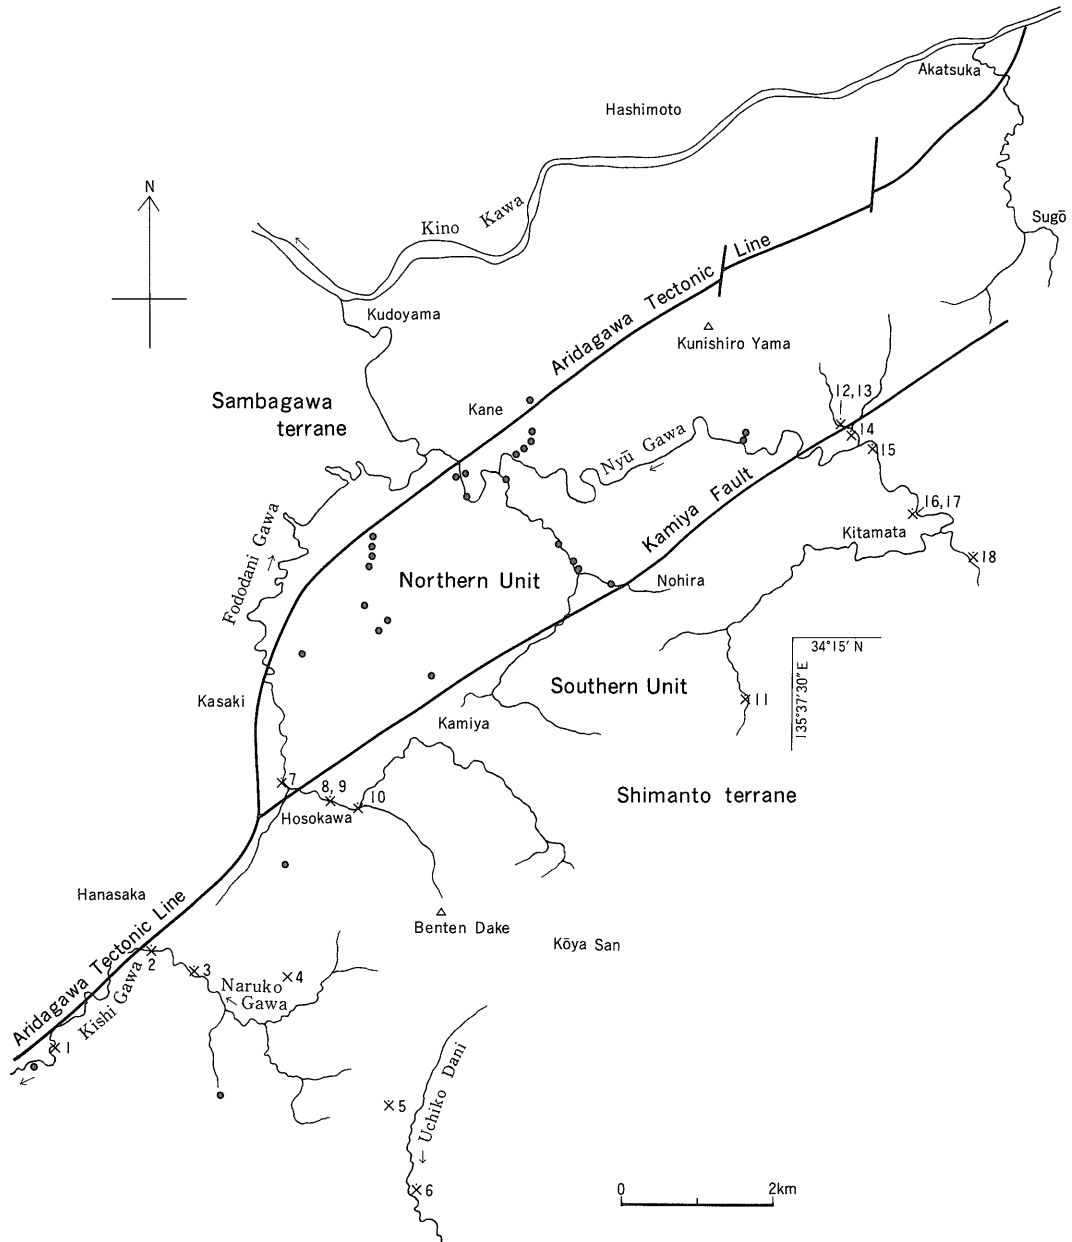 Akatsuka
Hashimoto
N
Sugō
Kino Kawa
Aridagawa Tectonic Line
Kudoyama
Kunishiro Yama
Sambagawa
terrane
Kane
12,13
14
15
Nyū Gawa
Kamiya Fault
16,17
Kitamata
18
Fododani Gawa
Northern Unit
Nohira
34°15′ N
135°37′30″ E
Southern Unit
11
Kasaki
Kamiya
7
8, 9
10
Hosokawa
Shimanto terrane
Hanasaka
Aridagawa Tectonic Line
Benten Dake
Kōya San
2
3
4
Naruko
Gawa
Kishi Gawa
1
Uchiko Dani
5
6
0
2km